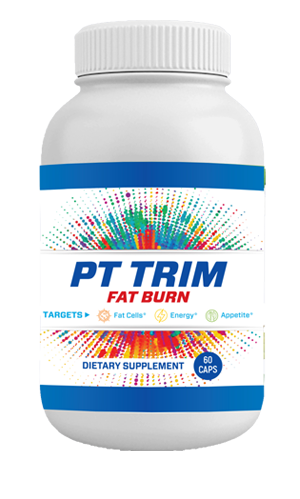 PT TRIM
FAT BURN
TARGETS ▶ Fat Cells* Energy* Appetite*
DIETARY SUPPLEMENT
60
CAPS